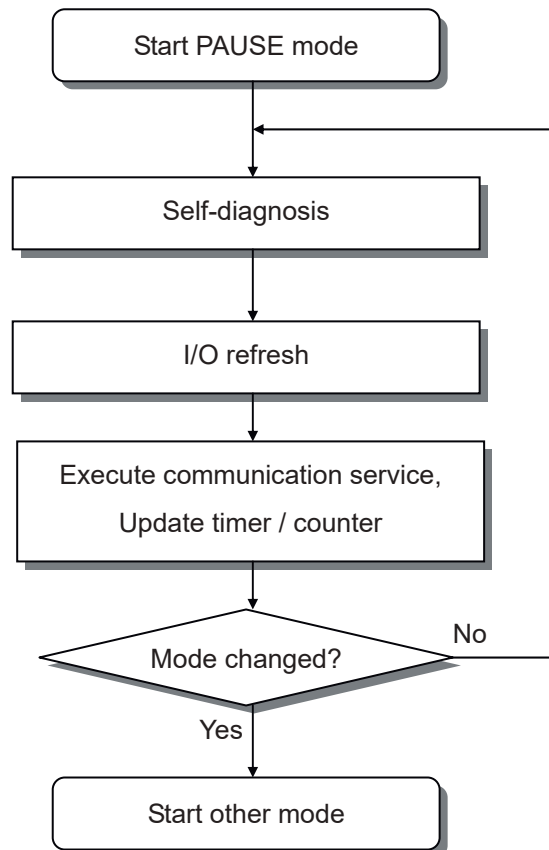 Start PAUSE mode
Self-diagnosis
I/O refresh
Execute communication service,
Update timer / counter
Mode changed?
No
Yes
Start other mode